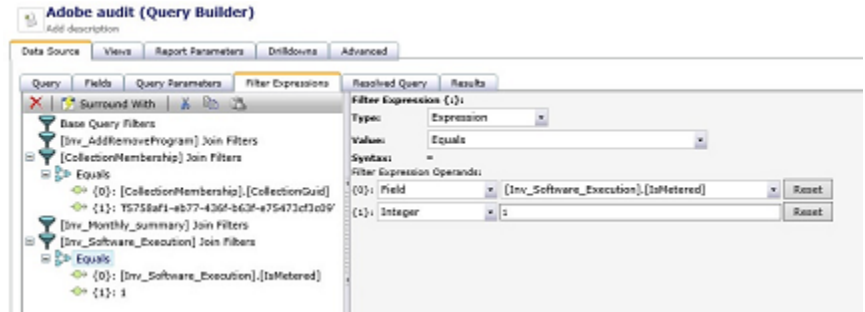 Adobe audit (Query Builder)
Add description
Data Source Views Report Parameters Drilldowns Advanced
Query Fields Query Parameters Filter Expressions Resolved Query Results
Surround With
Base Query Filters
[Inv_AddRemoveProgram] Join Filters
[CollectionMembership] Join Filters
Equals
{0}: [CollectionMembership].[CollectionGuid]
{1}:
[Inv_Monthly_summary] Join Filters
[Inv_Software_Execution] Join Filters
Equals
{0}: [Inv_Software_Execution].[IsMetered]
{1}: 1
Filter Expression {;}:
Type: Expression
Value: Equals
Syntax: =
Filter Expression Operands:
{0}: Field [Inv_Software_Execution].[IsMetered] Reset
{1}: Integer 1 Reset